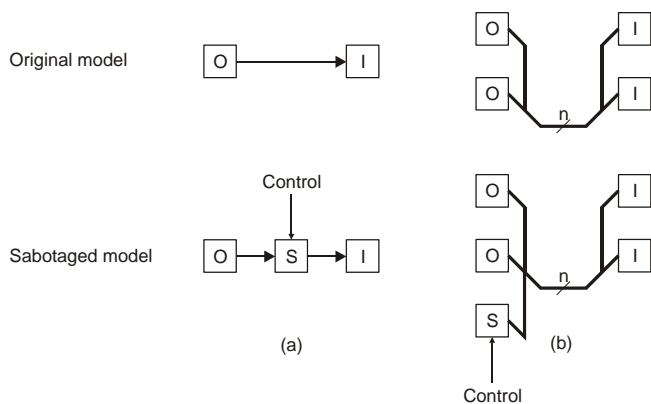 O I
Original model O I
O n I
Control
O I
Sabotaged model O S I O n I
S
(a) (b)
Control